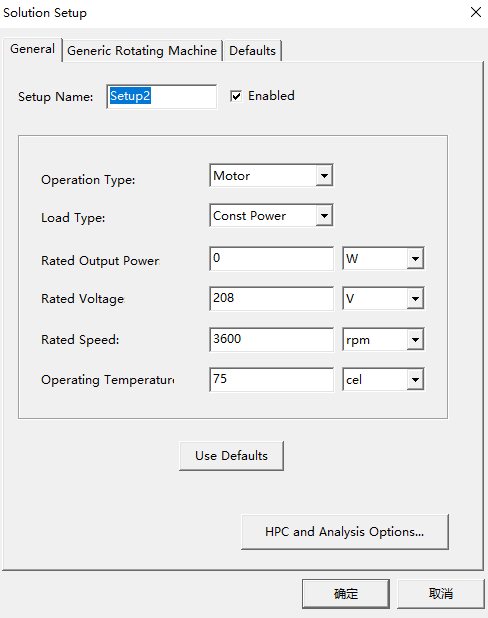 Solution Setup
General
Generic Rotating Machine
Defaults
Setup Name:
Setup2
Enabled
Operation Type:
Motor
Load Type:
Const Power
Rated Output Power
0
W
Rated Voltage
208
V
Rated Speed:
3600
rpm
Operating Temperature
75
cel
Use Defaults
HPC and Analysis Options...
确定
取消